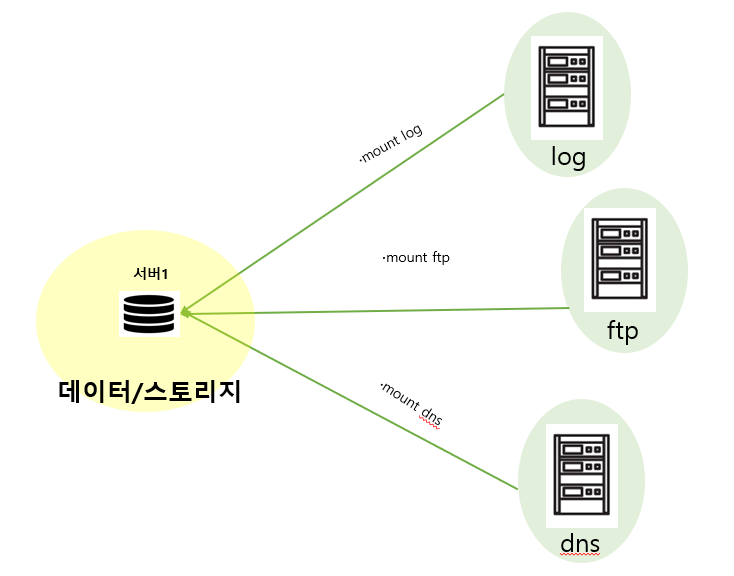 ·mount log
log
서버1
·mount ftp
ftp
데이터/스토리지
·mount dns
dns